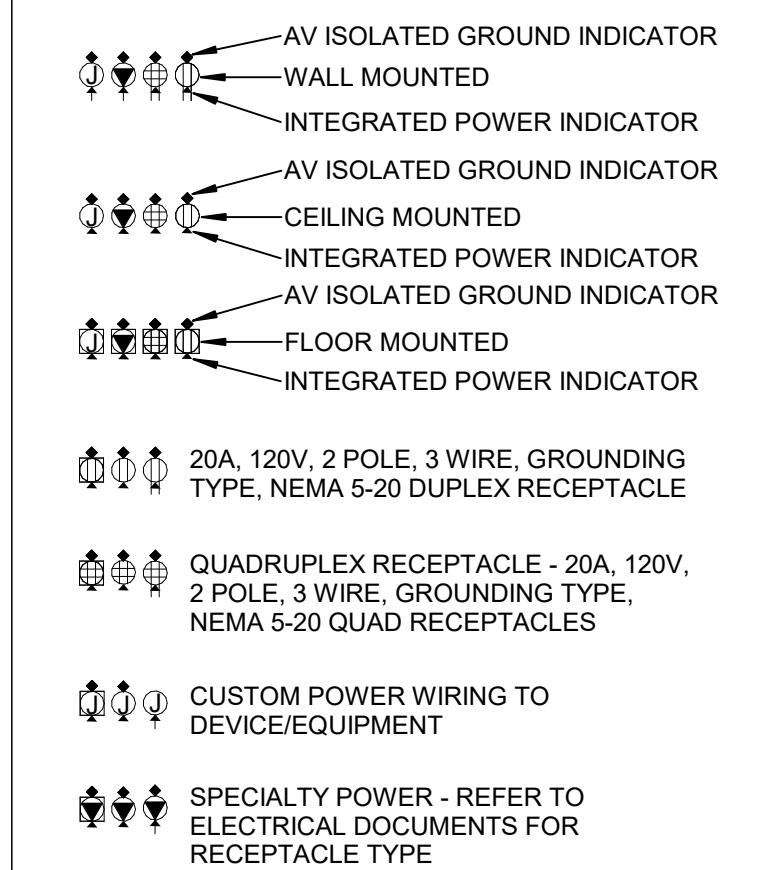 AV ISOLATED GROUND INDICATOR
J WALL MOUNTED
INTEGRATED POWER INDICATOR
AV ISOLATED GROUND INDICATOR
J CEILING MOUNTED
INTEGRATED POWER INDICATOR
AV ISOLATED GROUND INDICATOR
J FLOOR MOUNTED
INTEGRATED POWER INDICATOR
20A, 120V, 2 POLE, 3 WIRE, GROUNDING
TYPE, NEMA 5-20 DUPLEX RECEPTACLE
QUADRUPLEX RECEPTACLE - 20A, 120V,
2 POLE, 3 WIRE, GROUNDING TYPE,
NEMA 5-20 QUAD RECEPTACLES
J J J CUSTOM POWER WIRING TO
DEVICE/EQUIPMENT
SPECIALTY POWER - REFER TO
ELECTRICAL DOCUMENTS FOR
RECEPTACLE TYPE